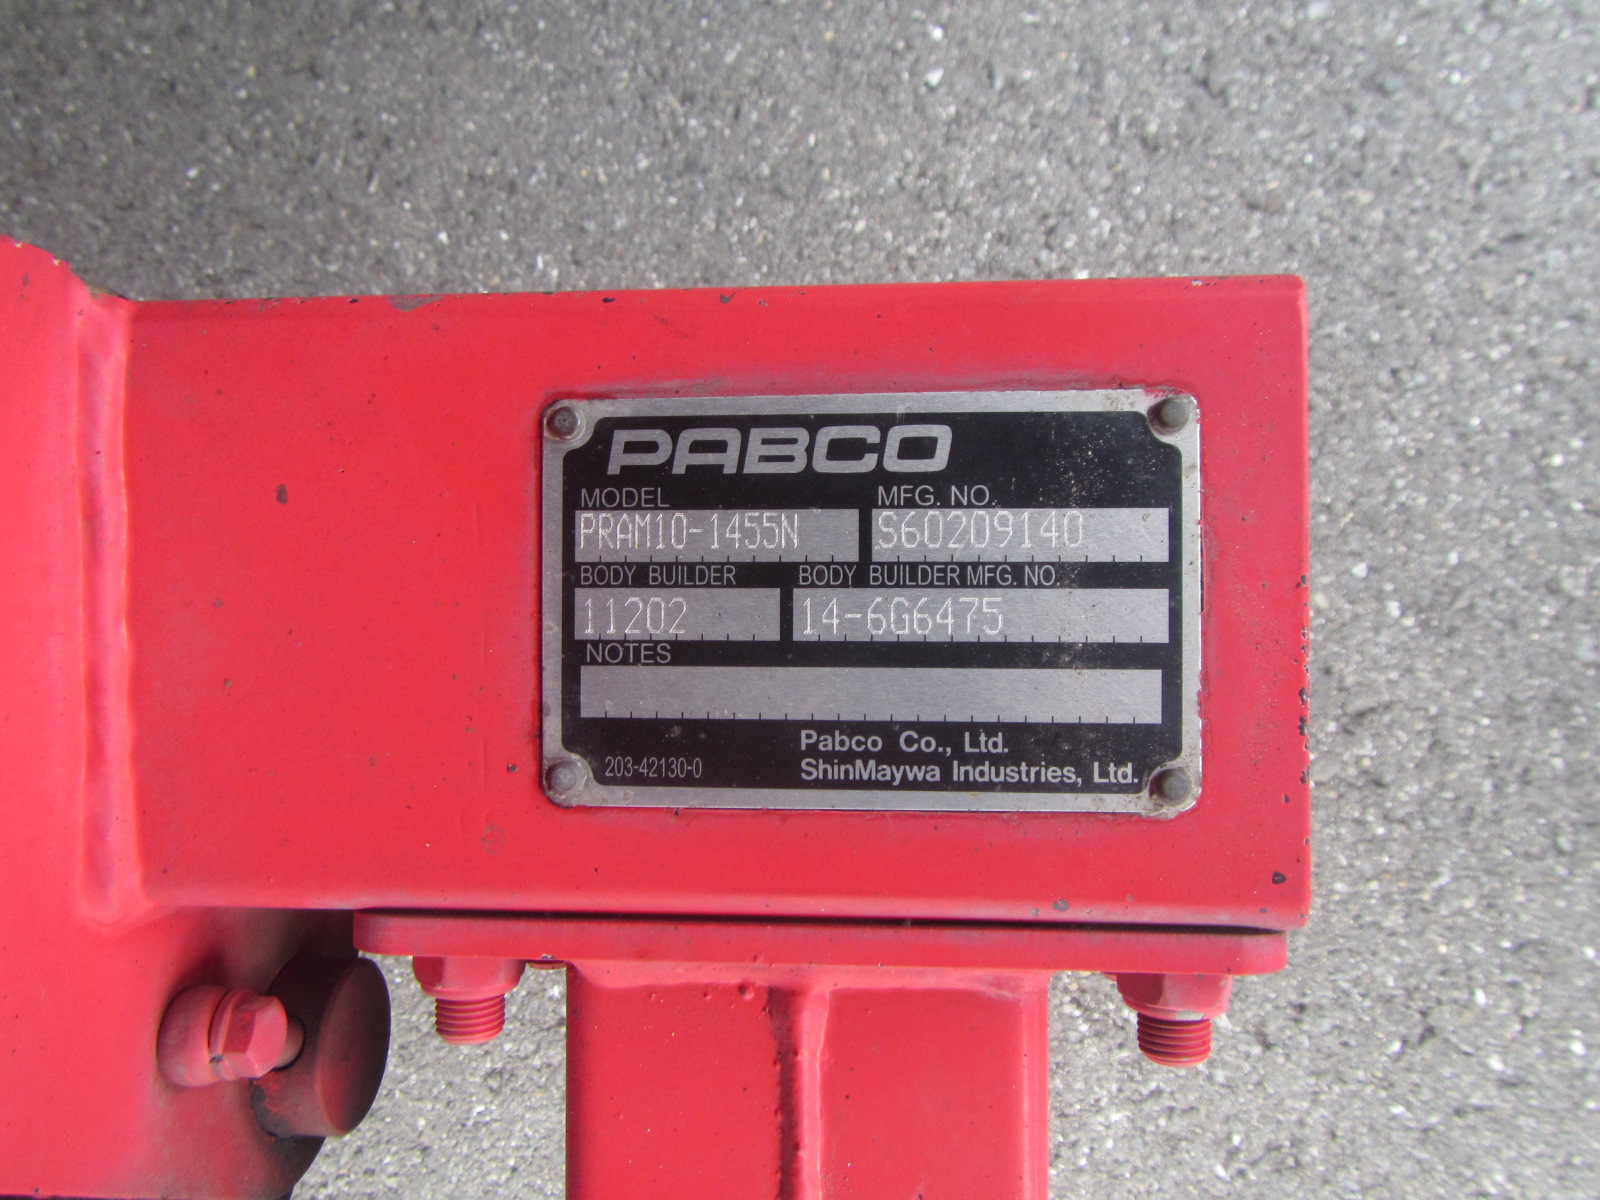 PABCO
MODEL MFG. NO.
PRAM10-1455N S60209140
BODY BUILDER BODY BUILDER MFG. NO.
11202 14-6G6475
NOTES
Pabco Co., Ltd.
203-42130-0 ShinMaywa Industries, Ltd.